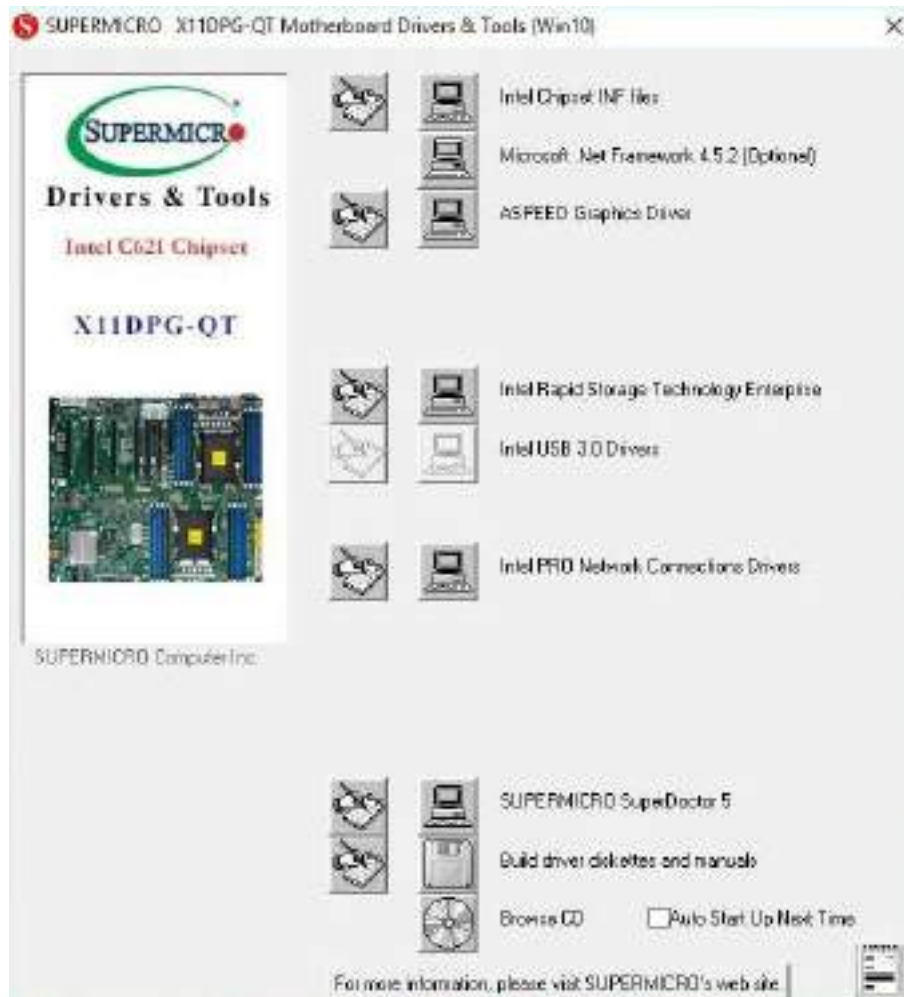 SUPERMICRO X11DPG-QT Motherboard Drivers & Tools (Win10)
SUPERMICRO
Drivers & Tools
Intel C621 Chipset
X11DPG-QT
SUPERMICRO Computer Inc.
Intel Chipset INF files
Microsoft .Net Framework 4.5.2 (Optional)
ASPEED Graphics Driver
Intel Rapid Storage Technology Enterprise
Intel USB 3.0 Drivers
Intel PRO Network Connections Drivers
SUPERMICRO SuperDoctor 5
Build driver diskettes and manuals
Browse CD
Auto Start Up Next Time
For more information, please visit SUPERMICRO's web site